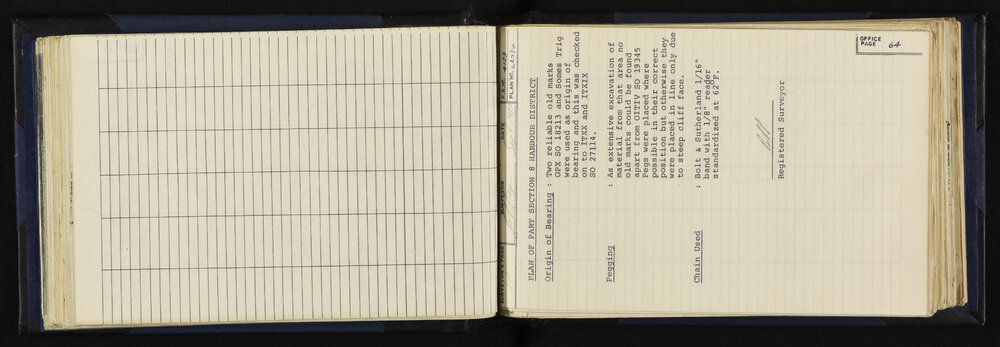 OFFICE
PAGE 64
PLAN OF PART SECTION 8 HARBOUR DISTRICT
Origin of Bearing : Two reliable old marks
OPX SO 18213 and Somes Trig
were used as origin of
bearing and this was checked
on to ITXX and ITXIX
SO 27114.
Pegging : As extensive excavation of
material from that area no
old marks could be found
apart from OITIV SO 19345
Pegs were placed where
possible in their correct
position but otherwise they
were placed in line only due
to steep cliff face.
Chain Used : Bolt & Sutherland 1/16"
band with 1/8" reader
standardized at 62°F.
Registered Surveyor
PLAN NO.
DATE
SURVEYOR